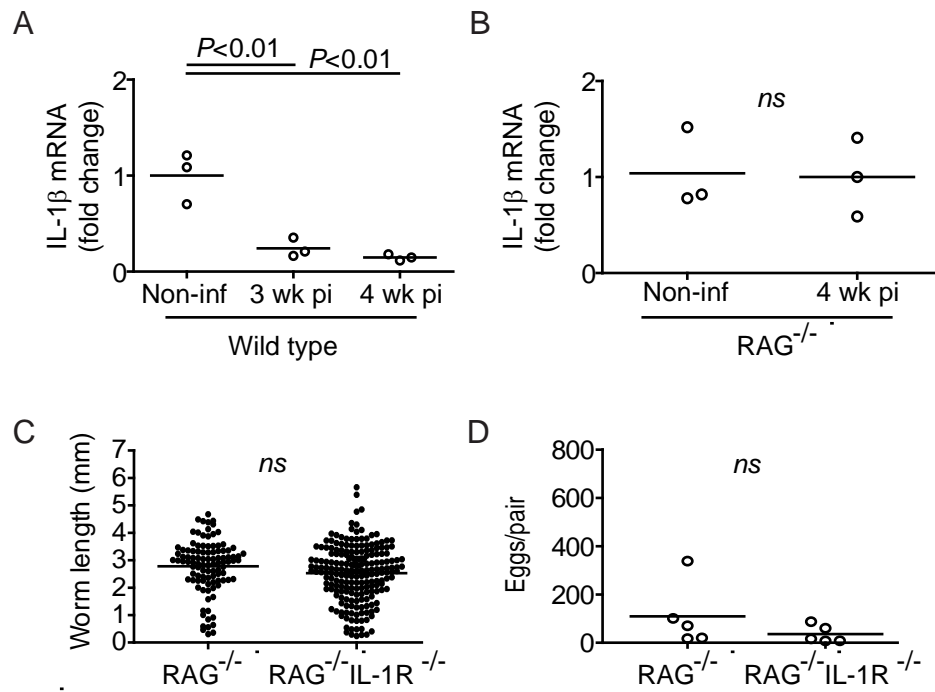 A
P<0.01
P<0.01
IL-1β mRNA
(fold change)
2
1
0
Non-inf 3 wk pi 4 wk pi
Wild type
B
ns
IL-1β mRNA
(fold change)
2
1
0
Non-inf 4 wk pi
RAG-/-
C
ns
Worm length (mm)
7
6
5
4
3
2
1
0
RAG-/- RAG-/-IL-1R -/-
D
ns
Eggs/pair
800
600
400
200
0
RAG-/- RAG-/-IL-1R -/-